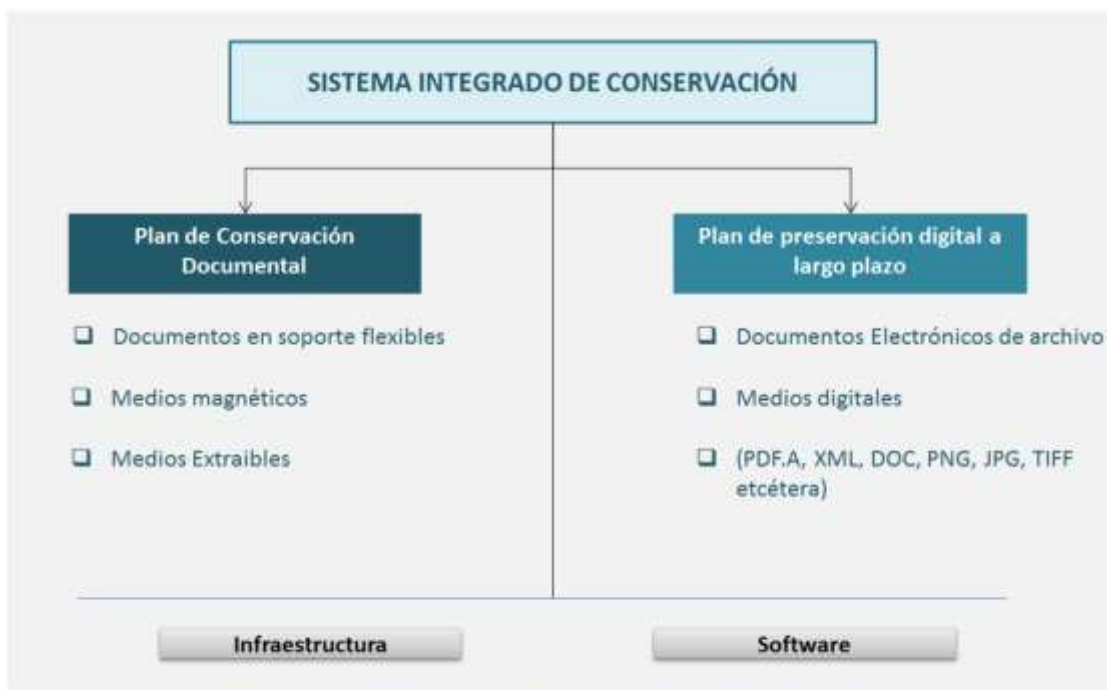 SISTEMA INTEGRADO DE CONSERVACIÓN
Plan de Conservación
Documental
Documentos en soporte flexibles
Medios magnéticos
Medios Extraibles
Plan de preservación digital a
largo plazo
Documentos Electrónicos de archivo
Medios digitales
(PDF.A, XML, DOC, PNG, JPG, TIFF
etcétera)
Infraestructura
Software